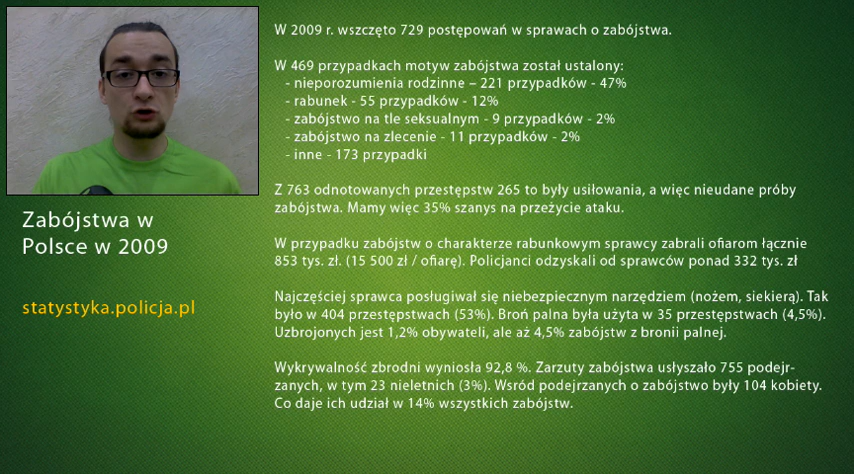 W 2009 r. wszczęto 729 postępowań w sprawach o zabójstwa.
W 469 przypadkach motyw zabójstwa został ustalony:
- nieporozumienia rodzinne – 221 przypadków - 47%
- rabunek - 55 przypadków - 12%
- zabójstwo na tle seksualnym - 9 przypadków - 2%
- zabójstwo na zlecenie - 11 przypadków - 2%
- inne - 173 przypadki
Z 763 odnotowanych przestępstw 265 to były usiłowania, a więc nieudane próby
zabójstwa. Mamy więc 35% szanys na przeżycie ataku.
W przypadku zabójstw o charakterze rabunkowym sprawcy zabrali ofiarom łącznie
853 tys. zł. (15 500 zł / ofiarę). Policjanci odzyskali od sprawców ponad 332 tys. zł
Najczęściej sprawca posługiwał się niebezpiecznym narzędziem (nożem, siekierą). Tak
było w 404 przestępstwach (53%). Broń palna była użyta w 35 przestępstwach (4,5%).
Uzbrojonych jest 1,2% obywateli, ale aż 4,5% zabójstw z bronii palnej.
Wykrywalność zbrodni wyniosła 92,8 %. Zarzuty zabójstwa usłyszało 755 podejr-
zanych, w tym 23 nieletnich (3%). Wsród podejrzanych o zabójstwo były 104 kobiety.
Co daje ich udział w 14% wszystkich zabójstw.
Zabójstwa w
Polsce w 2009
statystyka.policja.pl